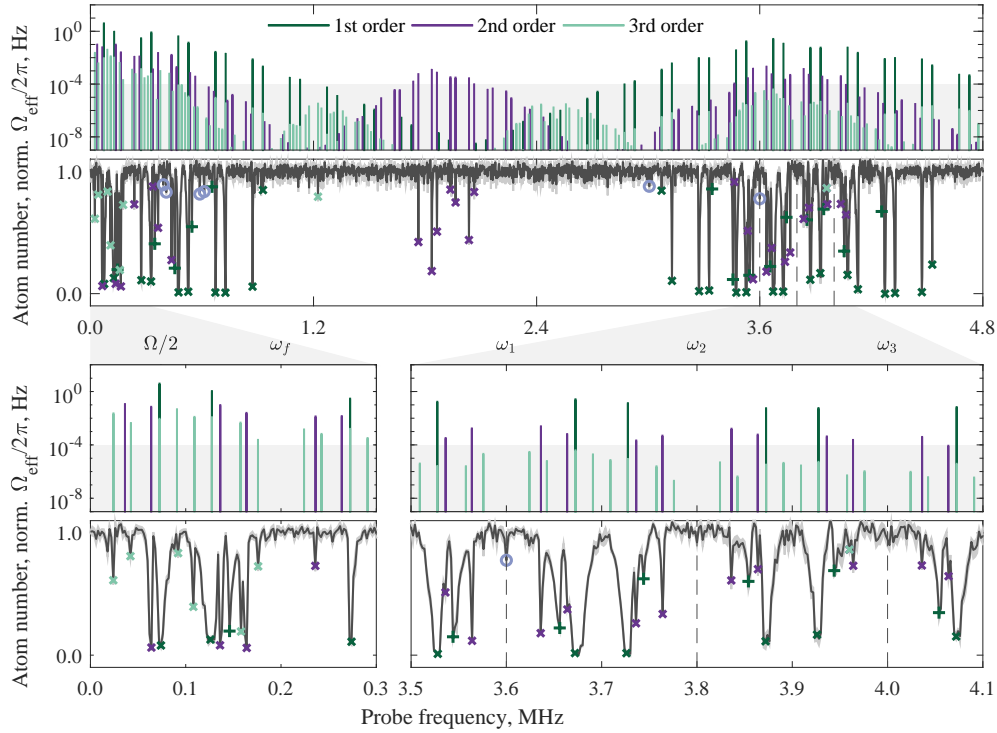 1st order 2nd order 3rd order
Atom number, norm. Ω_eff/2π, Hz
10^0
10^-4
10^-8
1.0
0.0
0.0 1.2 2.4 3.6 4.8
Ω/2 ω_f ω_1 ω_2 ω_3
Atom number, norm. Ω_eff/2π, Hz
10^0
10^-4
10^-8
1.0
0.0
0.0 0.1 0.2 0.3 3.5 3.6 3.7 3.8 3.9 4.0 4.1
Probe frequency, MHz